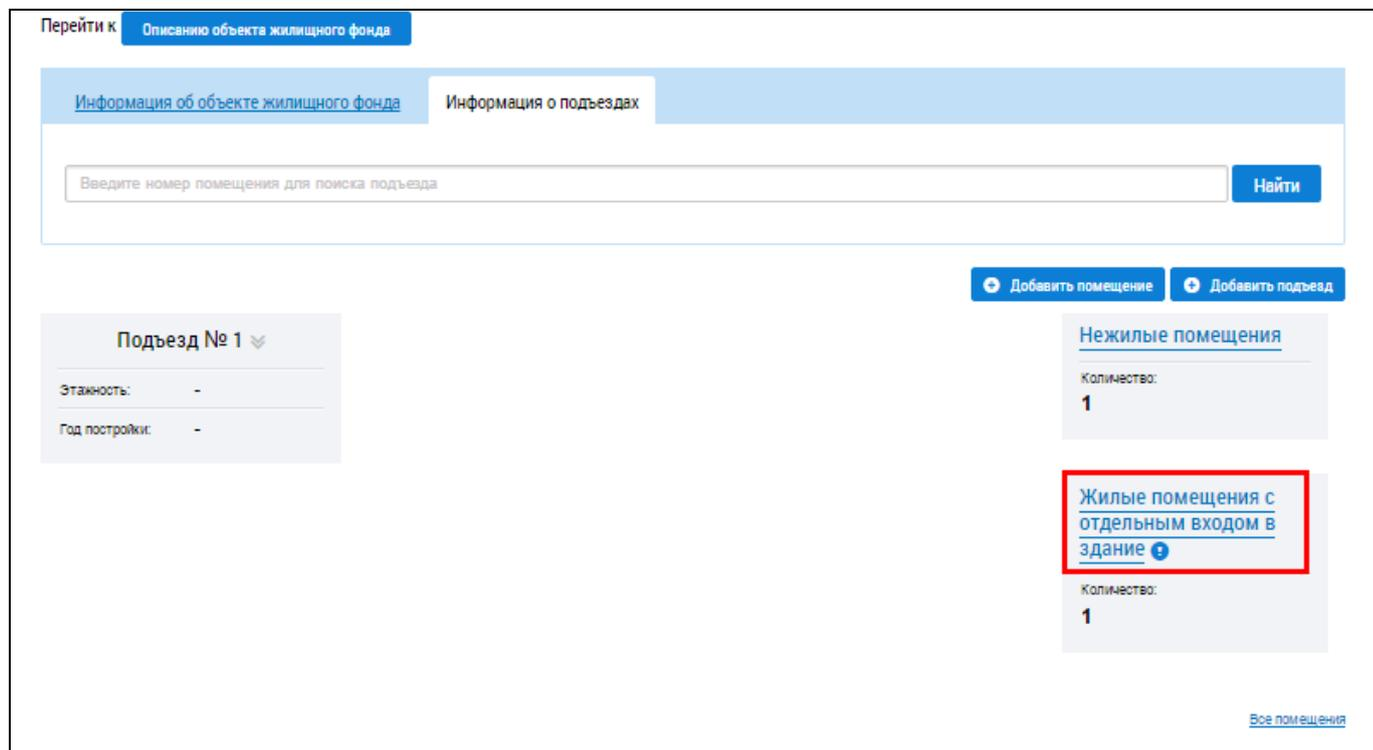 Перейти к Описанию объекта жилищного фонда
Информация об объекте жилищного фонда Информация о подъездах
Введите номер помещения для поиска подъезда Найти
Добавить помещение Добавить подъезд
Подъезд № 1
Этажность: -
Год постройки: -
Нежилые помещения
Количество:
1
Жилые помещения с
отдельным входом в
здание
Количество:
1
Все помещения